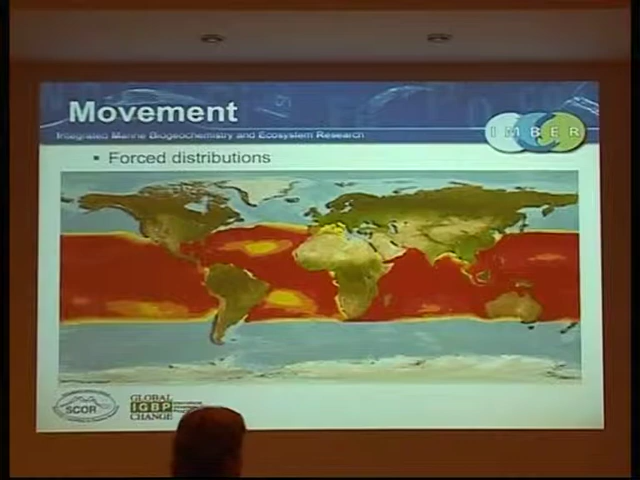 Movement
Integrated Marine Biogeochemistry and Ecosystem Research
IMBER
▪ Forced distributions
SCOR
GLOBAL
IGBP
CHANGE